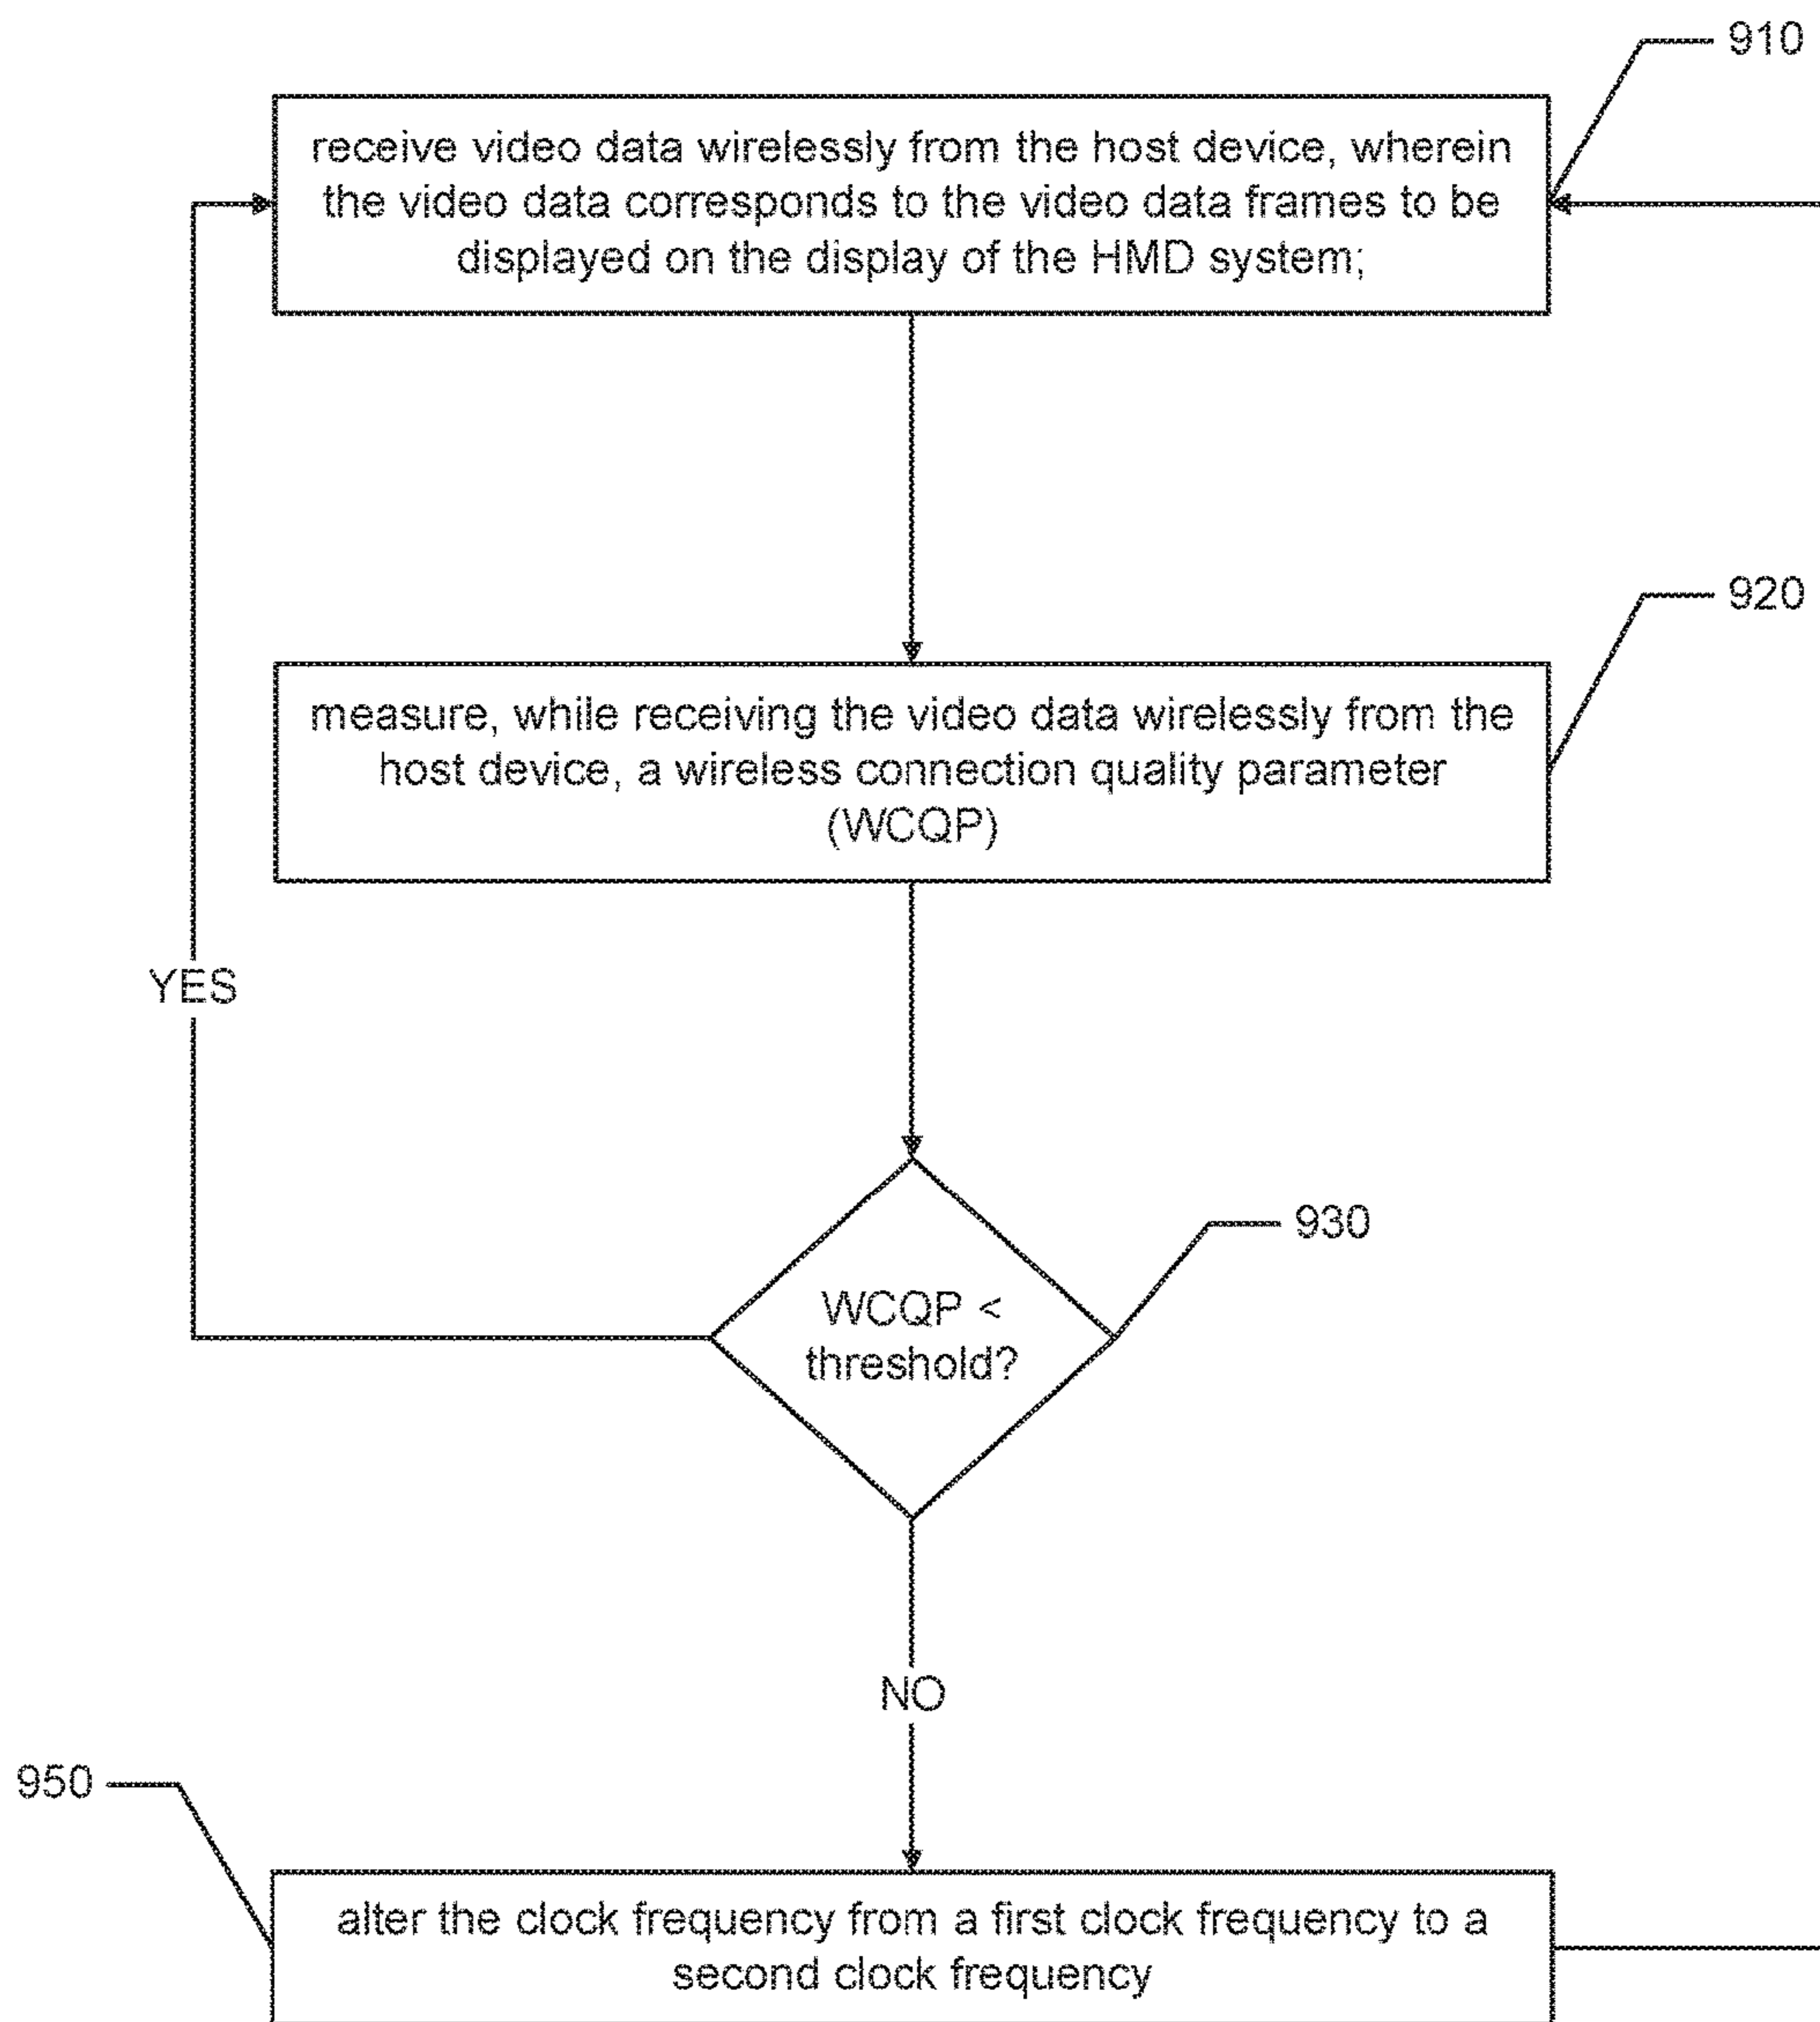 910
receive video data wirelessly from the host device, wherein
the video data corresponds to the video data frames to be
displayed on the display of the HMD system;
920
measure, while receiving the video data wirelessly from the
host device, a wireless connection quality parameter
(WCQP)
YES
930
WCQP <
threshold?
NO
950
alter the clock frequency from a first clock frequency to a
second clock frequency